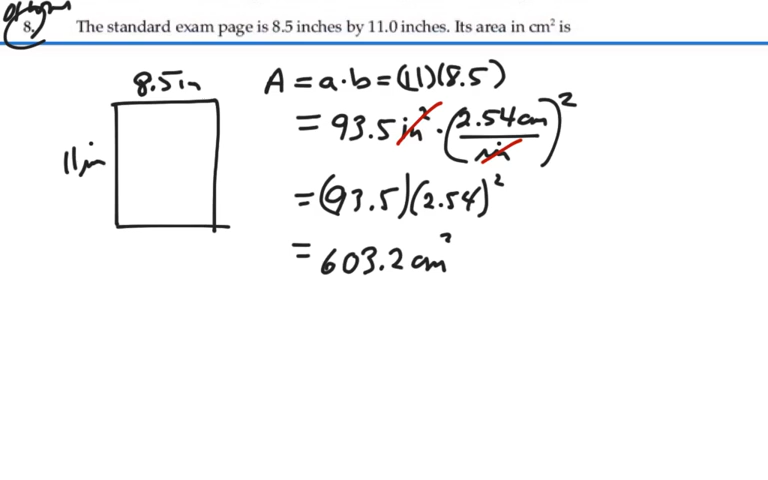 8. The standard exam page is 8.5 inches by 11.0 inches. Its area in cm² is
8.5in
11in
A = a·b = (11)(8.5)
= 93.5 in² · (2.54 cm / in)²
= (93.5)(2.54)²
= 603.2 cm²